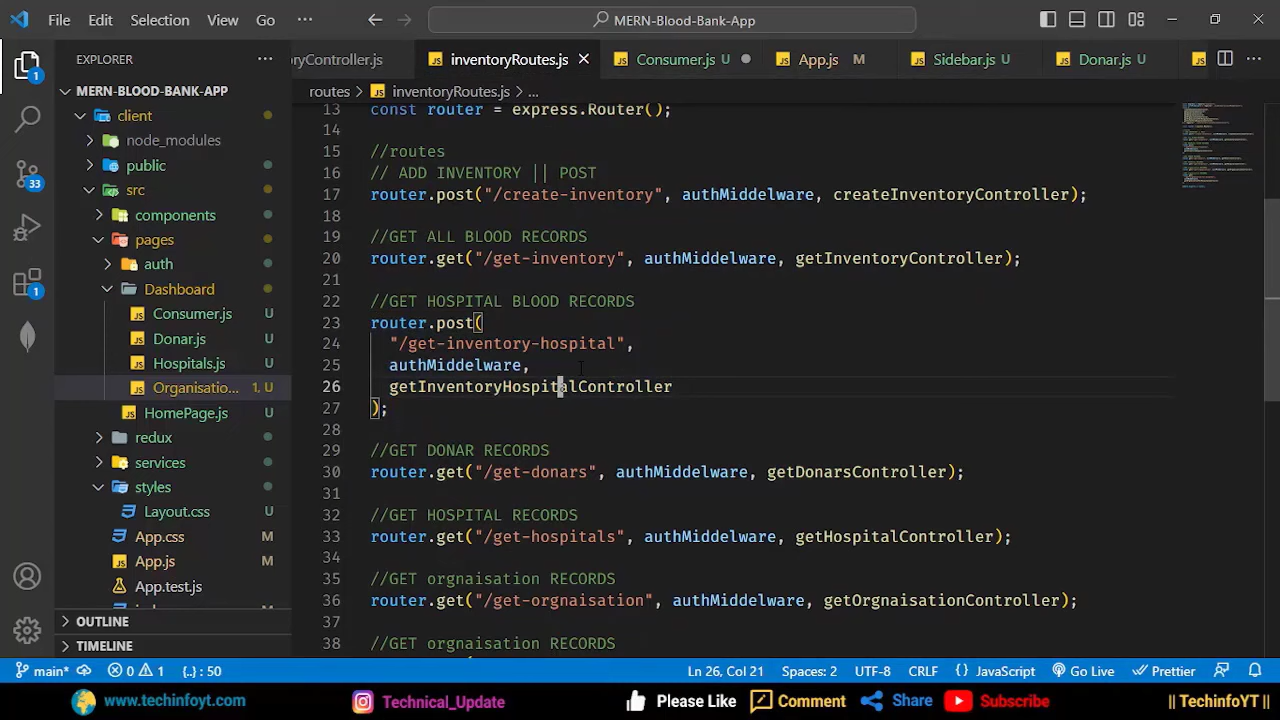 File Edit Selection View Go ··· MERN-Blood-Bank-App
EXPLORER ···
ryController.js inventoryRoutes.js Consumer.js U App.js M Sidebar.js U Donar.js U ···
routes > inventoryRoutes.js > ...
MERN-BLOOD-BANK-APP
client
node_modules
public
src
components
pages
auth
Dashboard
Consumer.js U
Donar.js U
Hospitals.js U
Organisatio... 1, U
HomePage.js U
redux
services
styles
Layout.css U
App.css M
App.js M
App.test.js
OUTLINE
TIMELINE
1
33
1
13 const router = express.Router();
14
15 //routes
16 // ADD INVENTORY || POST
17 router.post("/create-inventory", authMiddelware, createInventoryController);
18
19 //GET ALL BLOOD RECORDS
20 router.get("/get-inventory", authMiddelware, getInventoryController);
21
22 //GET HOSPITAL BLOOD RECORDS
23 router.post(
24 "/get-inventory-hospital",
25 authMiddelware,
26 getInventoryHospitalController
27 );
28
29 //GET DONAR RECORDS
30 router.get("/get-donars", authMiddelware, getDonarsController);
31
32 //GET HOSPITAL RECORDS
33 router.get("/get-hospitals", authMiddelware, getHospitalController);
34
35 //GET orgnaisation RECORDS
36 router.get("/get-orgnaisation", authMiddelware, getOrgnaisationController);
37
38 //GET orgnaisation RECORDS
main* 0 1 {..} : 50 Ln 26, Col 21 Spaces: 2 UTF-8 CRLF {} JavaScript Go Live Prettier
www.techinfoyt.com Technical_Update Please Like Comment Share Subscribe || TechinfoYT ||